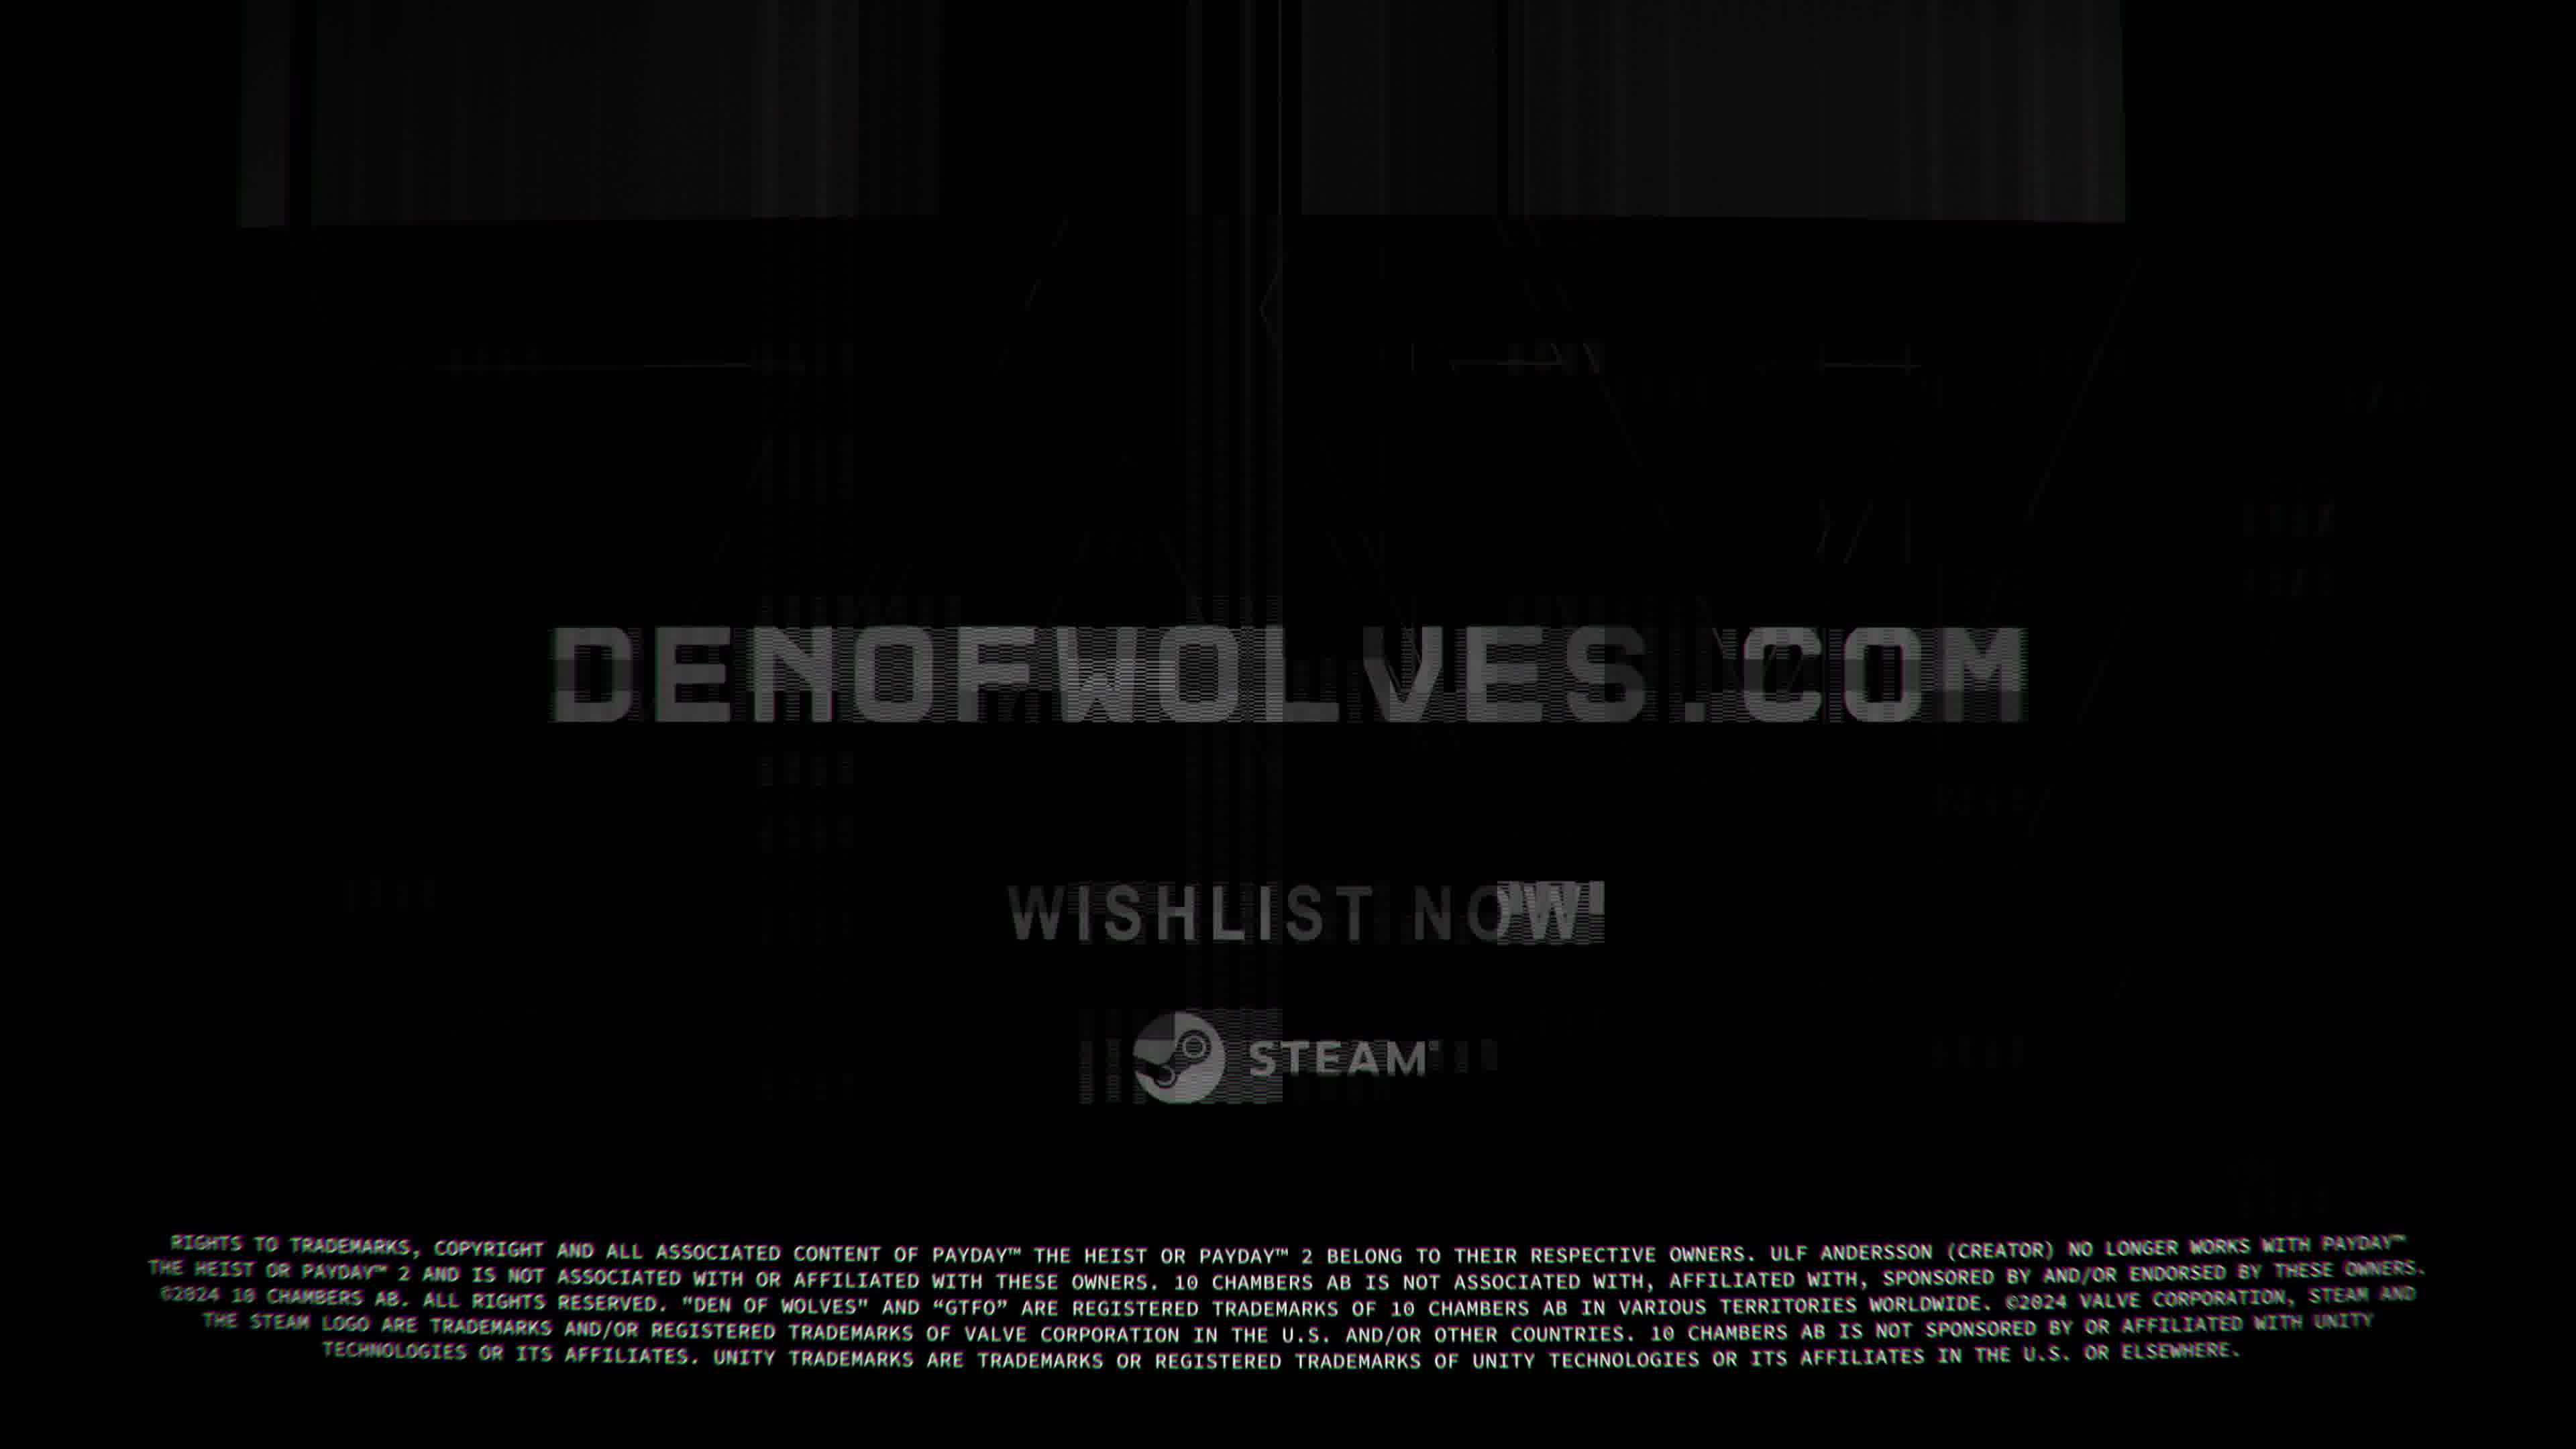 DENOFWOLVES.COM
WISHLIST NOW
STEAM
RIGHTS TO TRADEMARKS, COPYRIGHT AND ALL ASSOCIATED CONTENT OF PAYDAY™ THE HEIST OR PAYDAY™ 2 BELONG TO THEIR RESPECTIVE OWNERS. ULF ANDERSSON (CREATOR) NO LONGER WORKS WITH PAYDAY™
THE HEIST OR PAYDAY™ 2 AND IS NOT ASSOCIATED WITH OR AFFILIATED WITH THESE OWNERS. 10 CHAMBERS AB IS NOT ASSOCIATED WITH, AFFILIATED WITH, SPONSORED BY AND/OR ENDORSED BY THESE OWNERS.
©2024 10 CHAMBERS AB. ALL RIGHTS RESERVED. “DEN OF WOLVES” AND “GTFO” ARE REGISTERED TRADEMARKS OF 10 CHAMBERS AB IN VARIOUS TERRITORIES WORLDWIDE. ©2024 VALVE CORPORATION, STEAM AND
THE STEAM LOGO ARE TRADEMARKS AND/OR REGISTERED TRADEMARKS OF VALVE CORPORATION IN THE U.S. AND/OR OTHER COUNTRIES. 10 CHAMBERS AB IS NOT SPONSORED BY OR AFFILIATED WITH UNITY
TECHNOLOGIES OR ITS AFFILIATES. UNITY TRADEMARKS ARE TRADEMARKS OR REGISTERED TRADEMARKS OF UNITY TECHNOLOGIES OR ITS AFFILIATES IN THE U.S. OR ELSEWHERE.